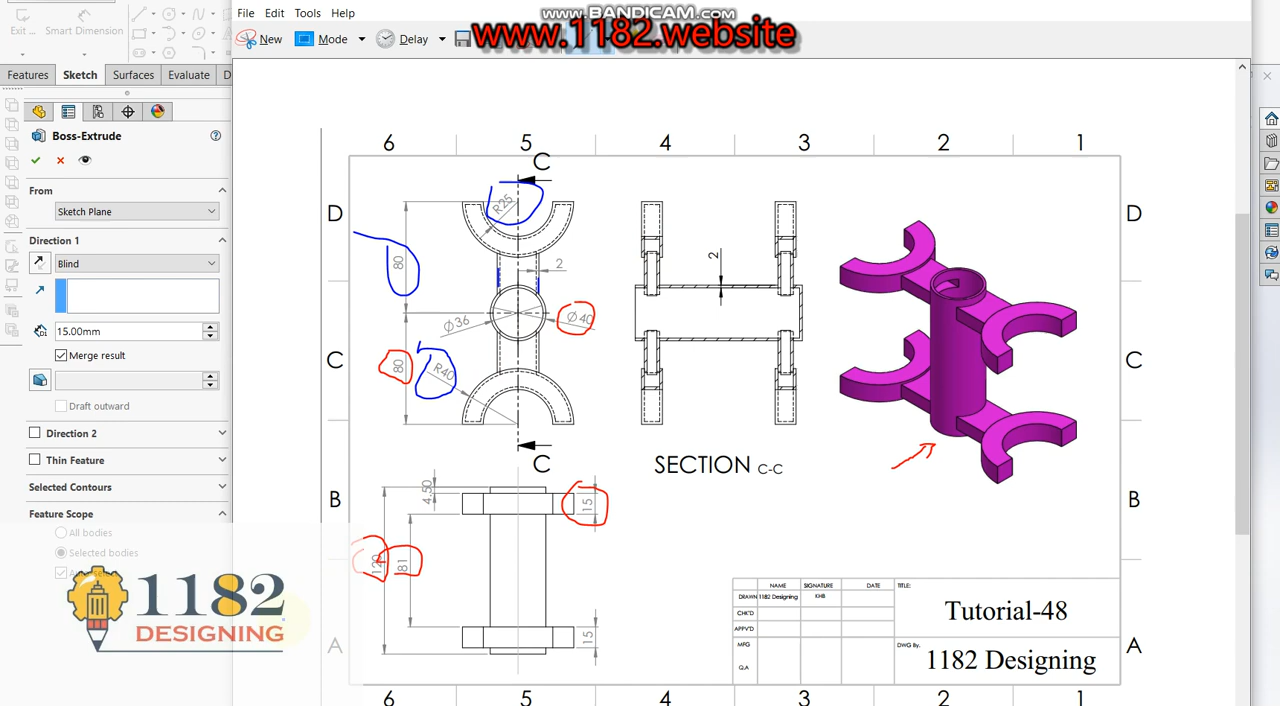 www.BANDICAM.com
www.1182.website
Exit ...
Smart Dimension
File Edit Tools Help
New Mode Delay
Features Sketch Surfaces Evaluate D
Boss-Extrude
From
Sketch Plane
Direction 1
Blind
15.00mm
Merge result
Draft outward
Direction 2
Thin Feature
Selected Contours
Feature Scope
All bodies
Selected bodies
1182
DESIGNING
6 5 4 3 2 1
C
D D
R25
80
2
2
Φ36
Φ40
C C
80
R40
C
SECTION C-C
4.50
B B
15
120
81
15
A A
NAME SIGNATURE DATE TITLE:
DRAWN 1182 Designing KHB
CHK'D
APPV'D
MFG
Q.A
Tutorial-48
DWG By:
1182 Designing
6 5 4 3 2 1